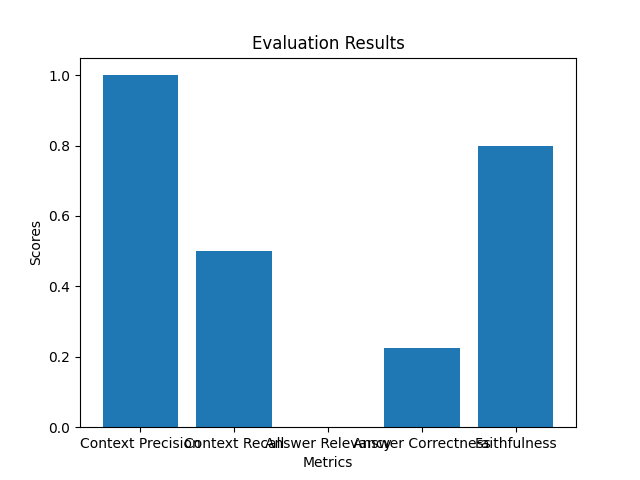 Evaluation Results
1.0
0.8
0.6
0.4
0.2
0.0
Scores
Context Precision
Context Recall
Answer Relevancy
Answer Correctness
Faithfulness
Metrics